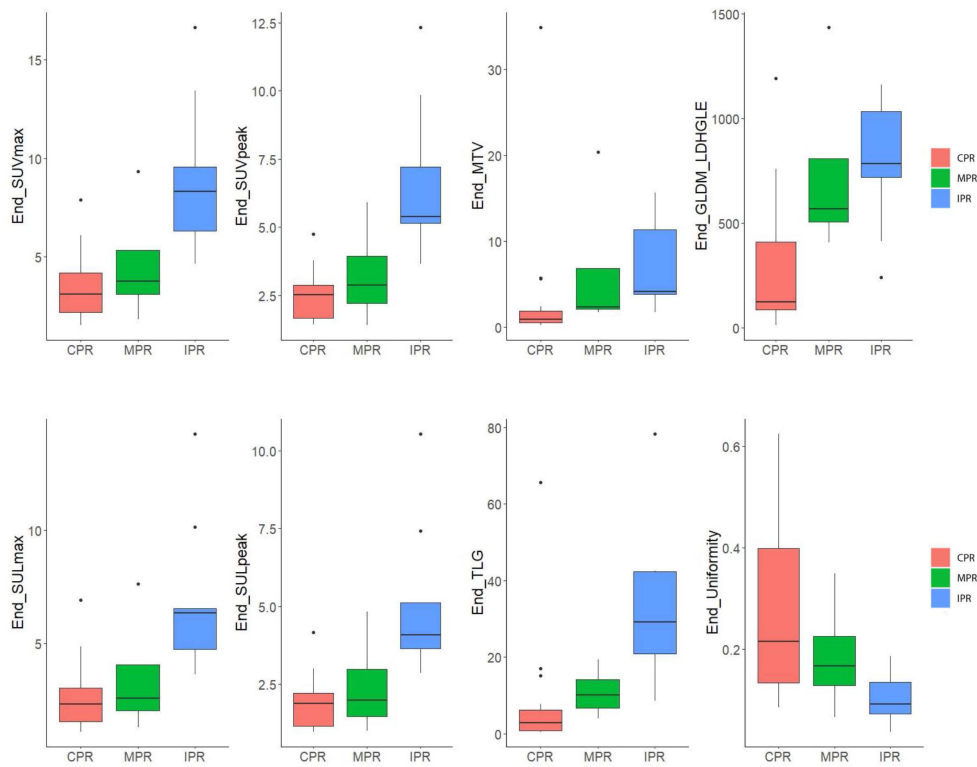 End_SUVmax
15
10
5
CPR MPR IPR
End_SUVpeak
12.5
10.0
7.5
5.0
2.5
CPR MPR IPR
End_MTV
30
20
10
0
CPR MPR IPR
End_GLDM_LDHGLE
1500
1000
500
0
CPR MPR IPR
CPR
MPR
IPR
End_SULmax
10
5
CPR MPR IPR
End_SULpeak
10.0
7.5
5.0
2.5
CPR MPR IPR
End_TLG
80
60
40
20
0
CPR MPR IPR
End_Uniformity
0.6
0.4
0.2
CPR MPR IPR
CPR
MPR
IPR